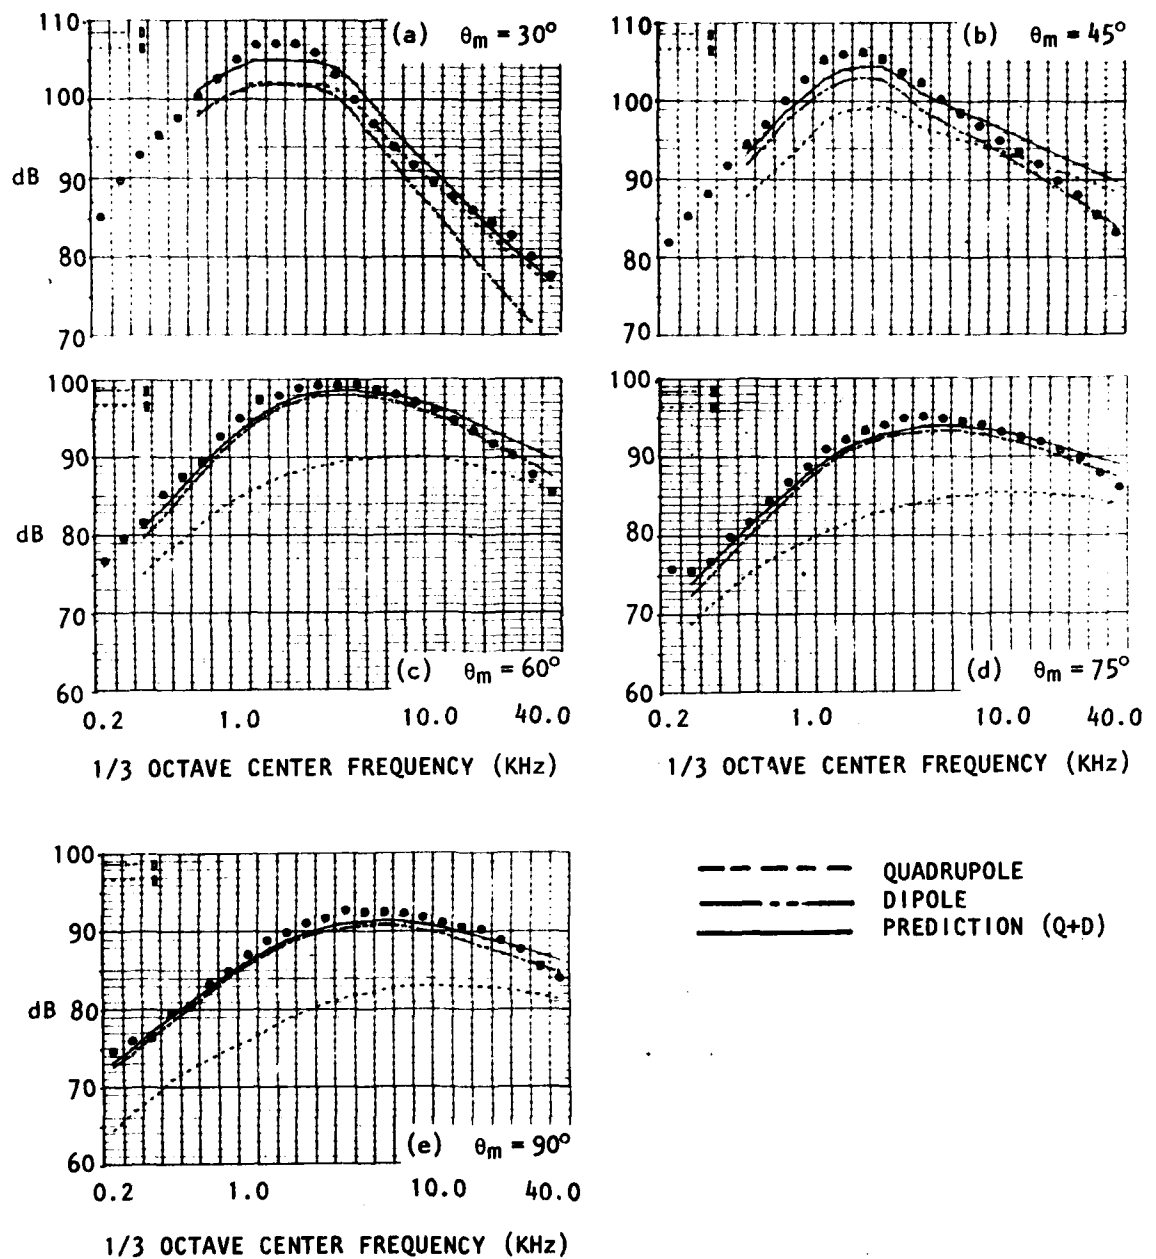 110
100
90
dB
80
70
(a) θm = 30°
110
100
90
80
70
(b) θm = 45°
100
90
dB
80
70
60
(c) θm = 60°
0.2 1.0 10.0 40.0
1/3 OCTAVE CENTER FREQUENCY (KHz)
100
90
80
70
60
(d) θm = 75°
0.2 1.0 10.0 40.0
1/3 OCTAVE CENTER FREQUENCY (KHz)
100
90
dB
80
70
60
(e) θm = 90°
0.2 1.0 10.0 40.0
1/3 OCTAVE CENTER FREQUENCY (KHz)
QUADRUPOLE
DIPOLE
PREDICTION (Q+D)